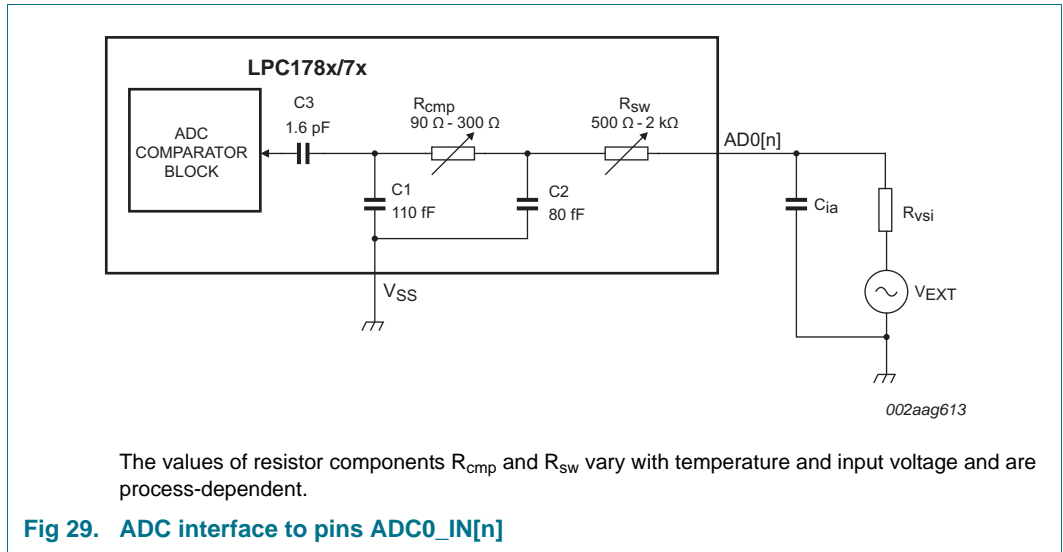 LPC178x/7x
ADC
COMPARATOR
BLOCK
C3
1.6 pF
Rcmp
90 Ω - 300 Ω
Rsw
500 Ω - 2 kΩ
AD0[n]
C1
110 fF
C2
80 fF
Cia
Rvsi
VSS
VEXT
002aag613
The values of resistor components Rcmp and Rsw vary with temperature and input voltage and are
process-dependent.
Fig 29. ADC interface to pins ADC0_IN[n]